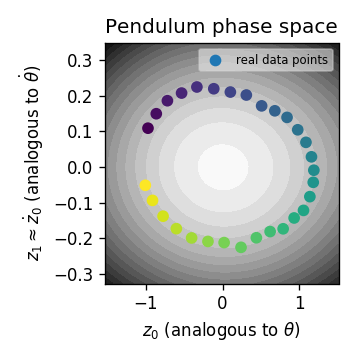 Pendulum phase space
real data points
z₁ ≈ ż₀ (analogous to θ̇)
0.3
0.2
0.1
0.0
−0.1
−0.2
−0.3
−1
0
1
z₀ (analogous to θ)